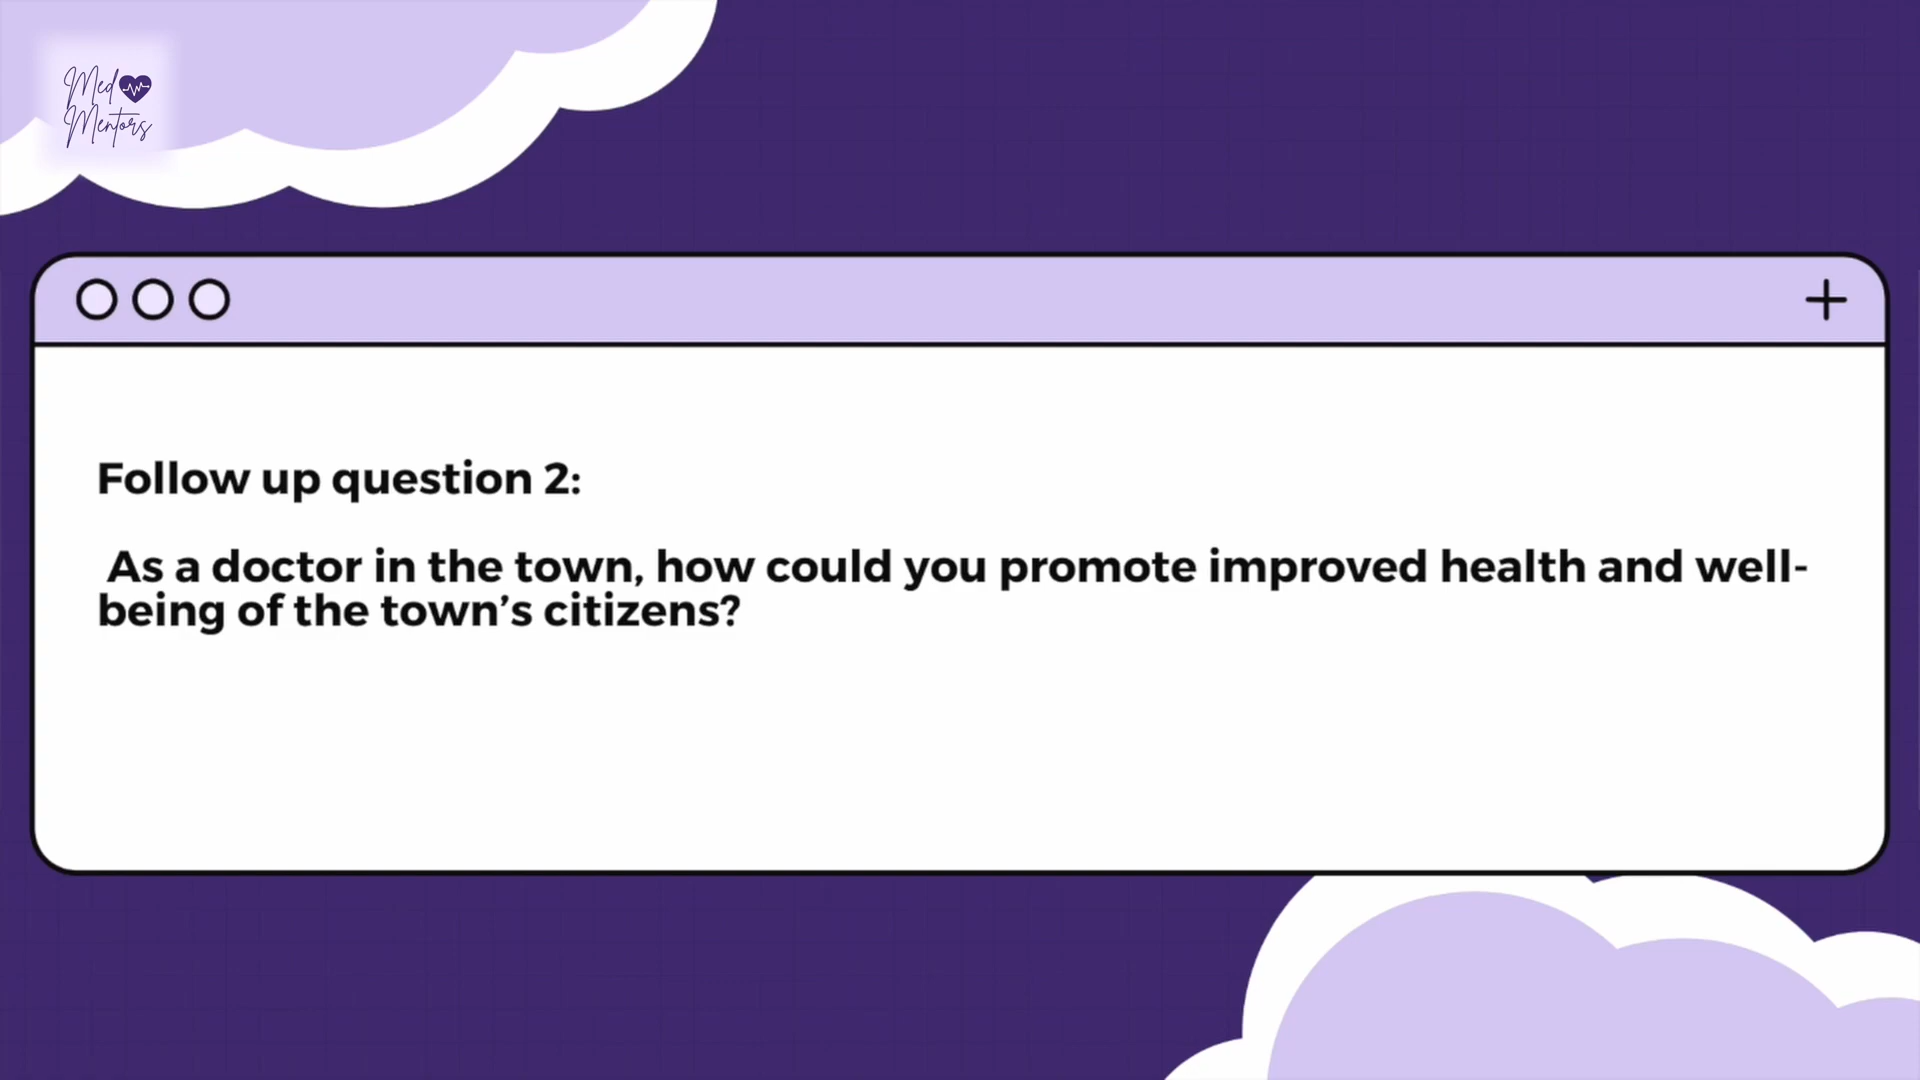 Med
Mentors
Follow up question 2:
As a doctor in the town, how could you promote improved health and well-
being of the town’s citizens?